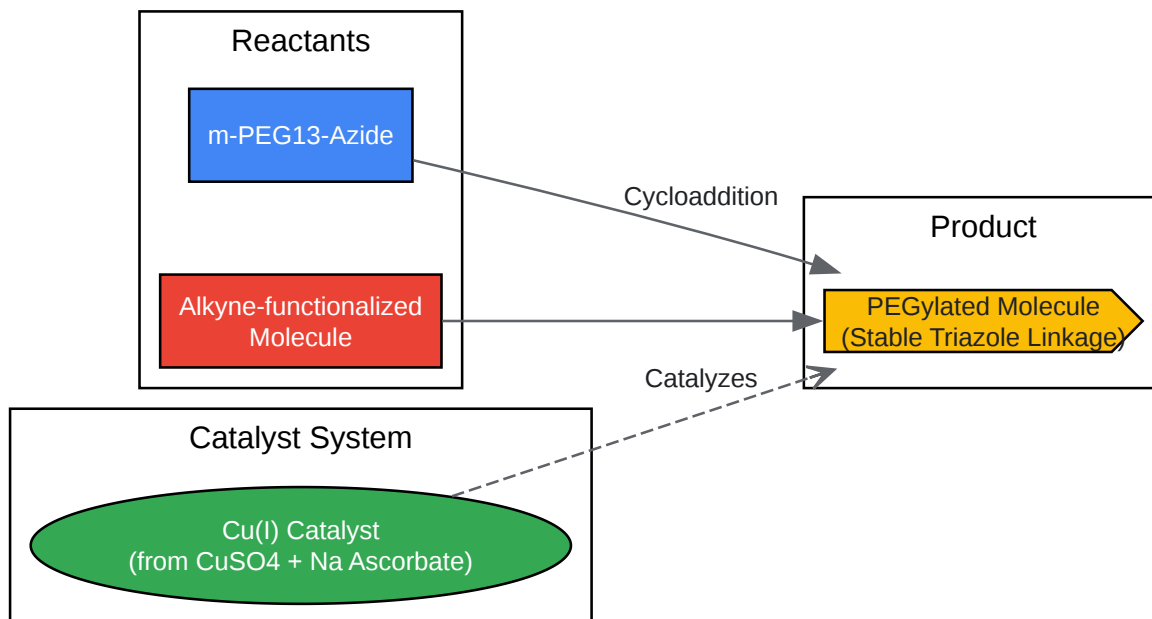 Reactants
m-PEG13-Azide
Cycloaddition
Product
Alkyne-functionalized
Molecule
PEGylated Molecule
(Stable Triazole Linkage)
Catalyzes
Catalyst System
Cu(I) Catalyst
(from CuSO4 + Na Ascorbate)